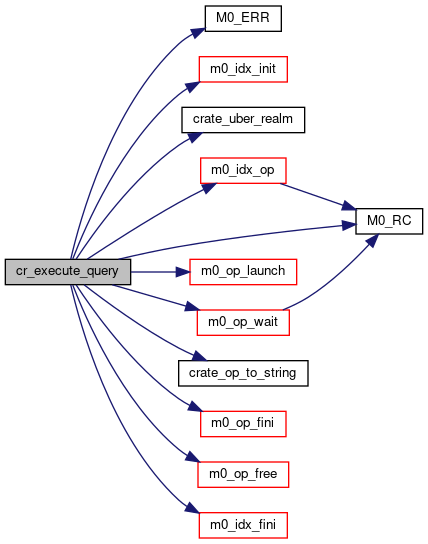 M0_ERR
m0_idx_init
crate_uber_realm
m0_idx_op
M0_RC
cr_execute_query
m0_op_launch
m0_op_wait
crate_op_to_string
m0_op_fini
m0_op_free
m0_idx_fini